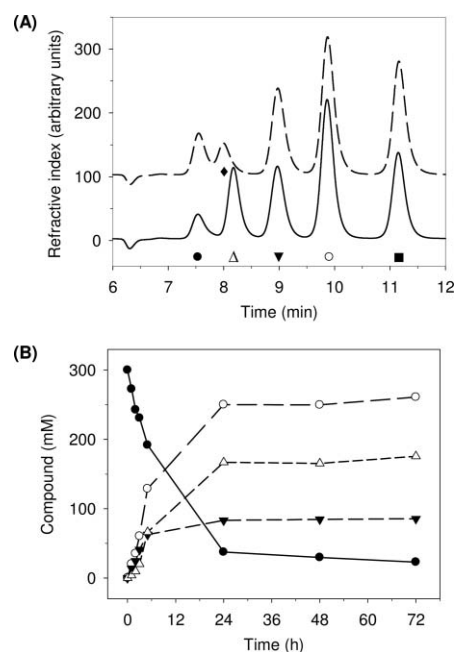 (A)
Refractive index (arbitrary units)
300
200
100
0
6 7 8 9 10 11 12
Time (min)
(B)
Compound (mM)
300
200
100
0
0 12 24 36 48 60 72
Time (h)